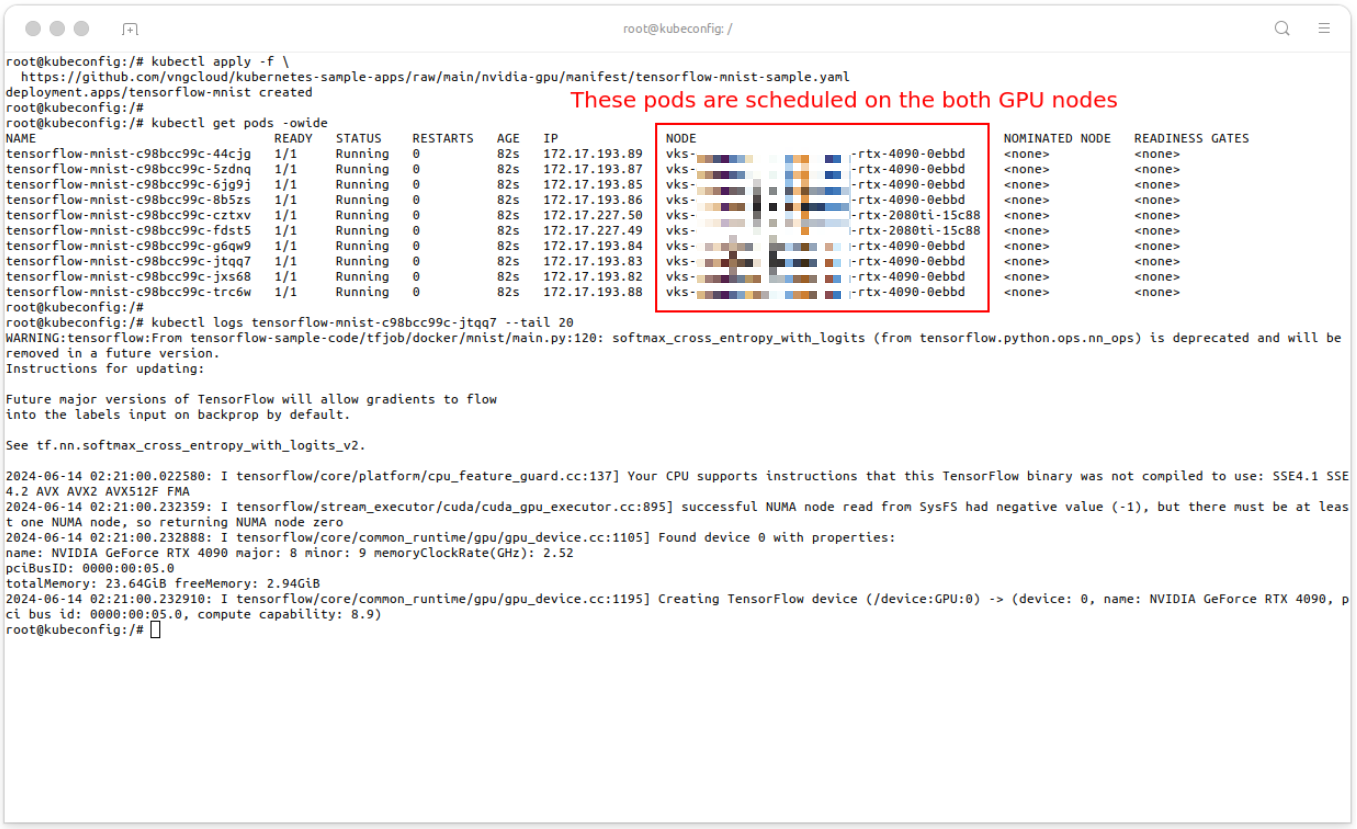 root@kubeconfig: /
root@kubeconfig:/# kubectl apply -f \
  https://github.com/vngcloud/kubernetes-sample-apps/raw/main/nvidia-gpu/manifest/tensorflow-mnist-sample.yaml
deployment.apps/tensorflow-mnist created
These pods are scheduled on the both GPU nodes
root@kubeconfig:/#
root@kubeconfig:/# kubectl get pods -owide
NAME READY STATUS RESTARTS AGE IP NODE NOMINATED NODE READINESS GATES
tensorflow-mnist-c98bcc99c-44cjg 1/1 Running 0 82s 172.17.193.89 vks- -rtx-4090-0ebbd <none> <none>
tensorflow-mnist-c98bcc99c-5zdnq 1/1 Running 0 82s 172.17.193.87 vks- -rtx-4090-0ebbd <none> <none>
tensorflow-mnist-c98bcc99c-6jg9j 1/1 Running 0 82s 172.17.193.85 vks- -rtx-4090-0ebbd <none> <none>
tensorflow-mnist-c98bcc99c-8b5zs 1/1 Running 0 82s 172.17.193.86 vks- -rtx-4090-0ebbd <none> <none>
tensorflow-mnist-c98bcc99c-cztxv 1/1 Running 0 82s 172.17.227.50 vks- -rtx-2080ti-15c88 <none> <none>
tensorflow-mnist-c98bcc99c-fdst5 1/1 Running 0 82s 172.17.227.49 vks- -rtx-2080ti-15c88 <none> <none>
tensorflow-mnist-c98bcc99c-g6qw9 1/1 Running 0 82s 172.17.193.84 vks- -rtx-4090-0ebbd <none> <none>
tensorflow-mnist-c98bcc99c-jtqq7 1/1 Running 0 82s 172.17.193.83 vks- -rtx-4090-0ebbd <none> <none>
tensorflow-mnist-c98bcc99c-jxs68 1/1 Running 0 82s 172.17.193.82 vks- -rtx-4090-0ebbd <none> <none>
tensorflow-mnist-c98bcc99c-trc6w 1/1 Running 0 82s 172.17.193.88 vks- -rtx-4090-0ebbd <none> <none>
root@kubeconfig:/#
root@kubeconfig:/# kubectl logs tensorflow-mnist-c98bcc99c-jtqq7 --tail 20
WARNING:tensorflow:From tensorflow-sample-code/tfjob/docker/mnist/main.py:120: softmax_cross_entropy_with_logits (from tensorflow.python.ops.nn_ops) is deprecated and will be
removed in a future version.
Instructions for updating:
Future major versions of TensorFlow will allow gradients to flow
into the labels input on backprop by default.
See tf.nn.softmax_cross_entropy_with_logits_v2.
2024-06-14 02:21:00.022580: I tensorflow/core/platform/cpu_feature_guard.cc:137] Your CPU supports instructions that this TensorFlow binary was not compiled to use: SSE4.1 SSE
4.2 AVX AVX2 AVX512F FMA
2024-06-14 02:21:00.232359: I tensorflow/stream_executor/cuda/cuda_gpu_executor.cc:895] successful NUMA node read from SysFS had negative value (-1), but there must be at leas
t one NUMA node, so returning NUMA node zero
2024-06-14 02:21:00.232888: I tensorflow/core/common_runtime/gpu/gpu_device.cc:1105] Found device 0 with properties:
name: NVIDIA GeForce RTX 4090 major: 8 minor: 9 memoryClockRate(GHz): 2.52
pciBusID: 0000:00:05.0
totalMemory: 23.64GiB freeMemory: 2.94GiB
2024-06-14 02:21:00.232910: I tensorflow/core/common_runtime/gpu/gpu_device.cc:1195] Creating TensorFlow device (/device:GPU:0) -> (device: 0, name: NVIDIA GeForce RTX 4090, p
ci bus id: 0000:00:05.0, compute capability: 8.9)
root@kubeconfig:/#